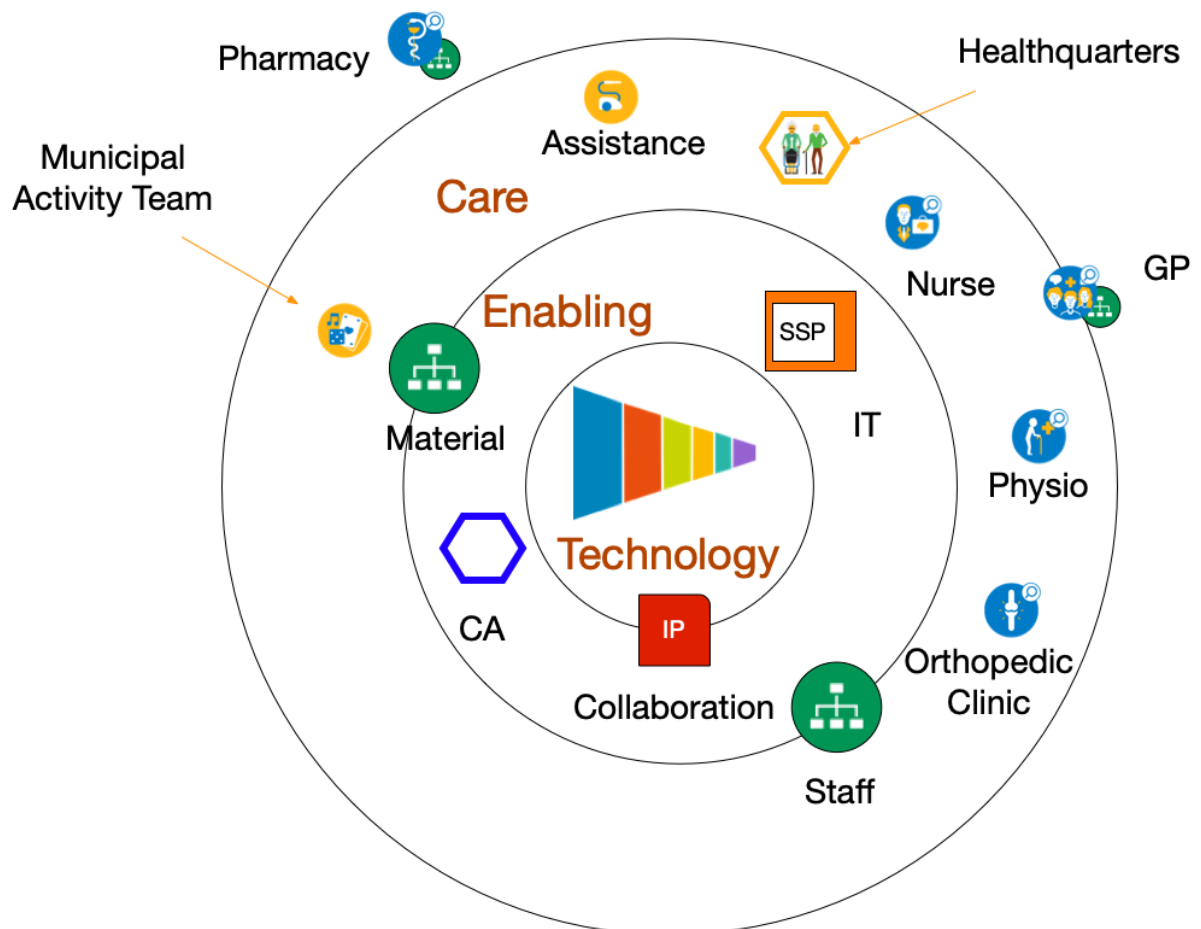 Pharmacy
Healthquarters
Assistance
Municipal
Activity Team
Care
GP
Nurse
Enabling
SSP
IT
Material
Physio
Technology
CA
IP
Orthopedic
Clinic
Collaboration
Staff